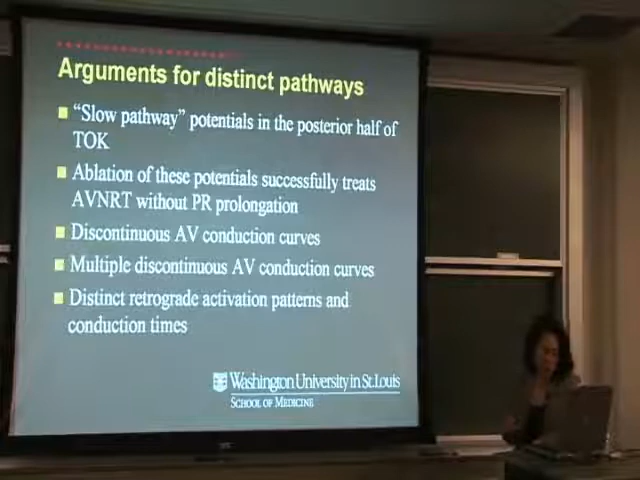 Arguments for distinct pathways
"Slow pathway" potentials in the posterior half of
TOK
Ablation of these potentials successfully treats
AVNRT without PR prolongation
Discontinuous AV conduction curves
Multiple discontinuous AV conduction curves
Distinct retrograde activation patterns and
conduction times
Washington University in St. Louis
SCHOOL OF MEDICINE